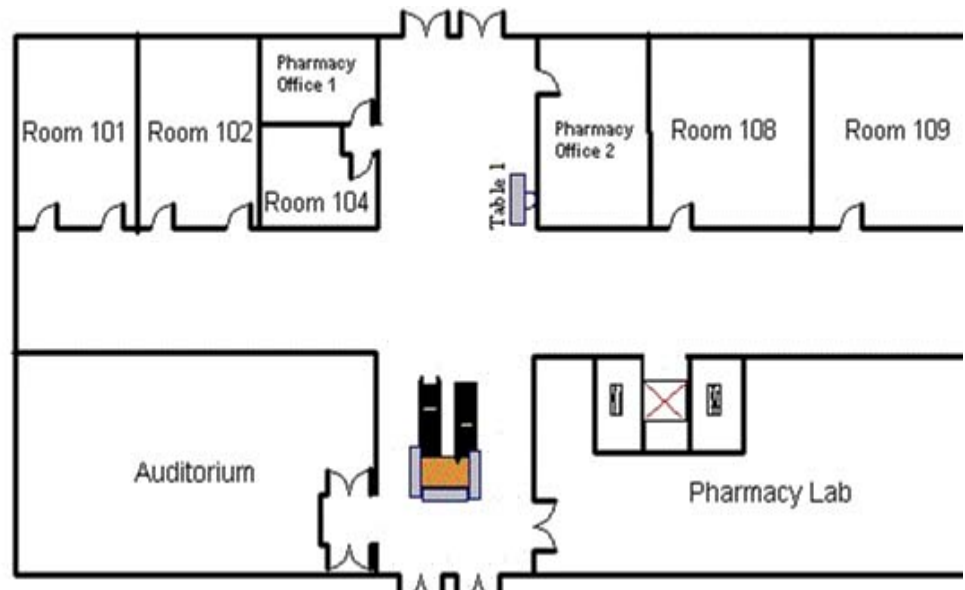 Pharmacy
Office 1
Room 101
Room 102
Room 104
Table 1
Pharmacy
Office 2
Room 108
Room 109
Auditorium
Pharmacy Lab